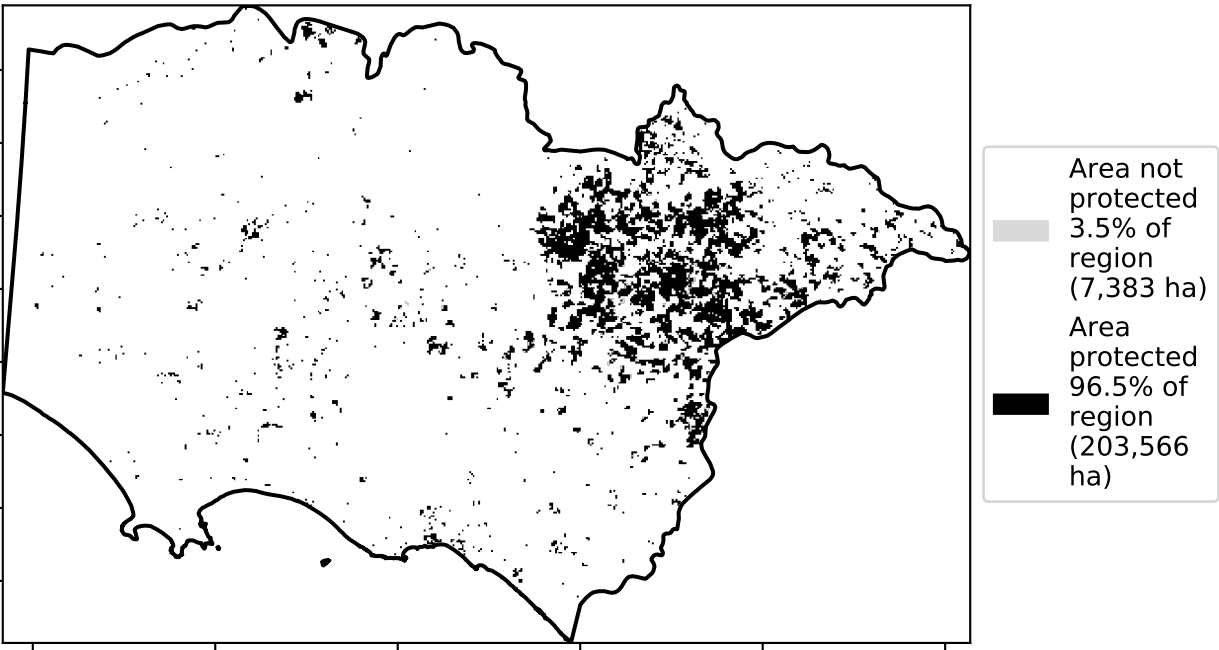 Area not
protected
3.5% of
region
(7,383 ha)
Area
protected
96.5% of
region
(203,566
ha)